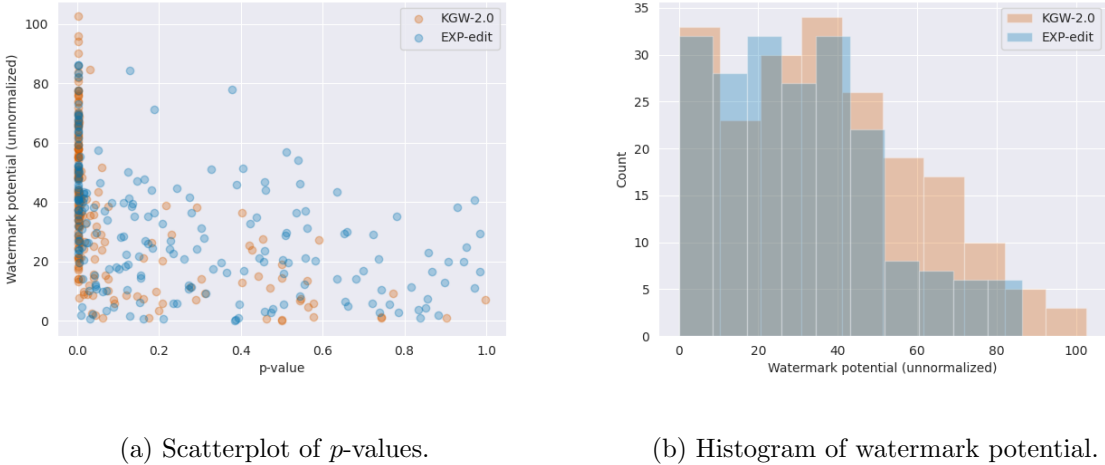 Watermark potential (unnormalized)
100
80
60
40
20
0
0.0 0.2 0.4 0.6 0.8 1.0
p-value
KGW-2.0
EXP-edit
(a) Scatterplot of p-values.
Count
35
30
25
20
15
10
5
0
0 20 40 60 80 100
Watermark potential (unnormalized)
KGW-2.0
EXP-edit
(b) Histogram of watermark potential.